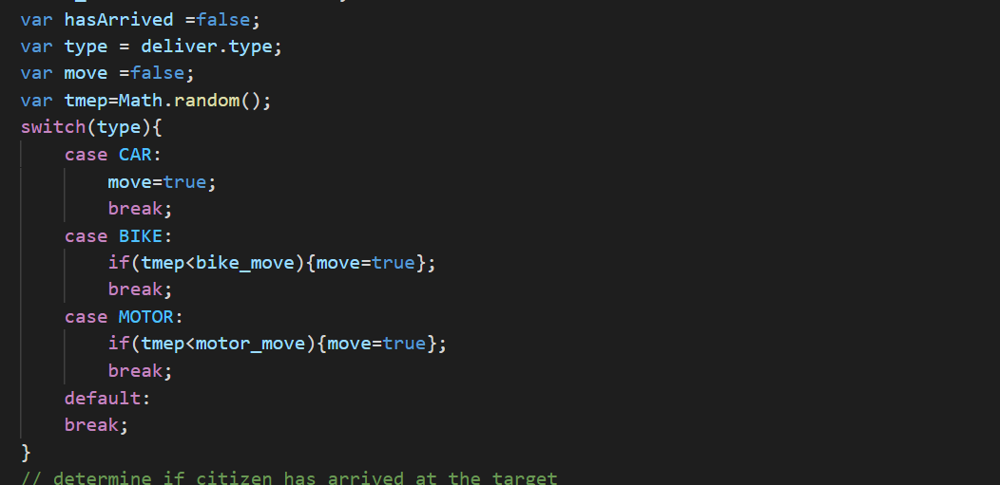 var hasArrived =false;
var type = deliver.type;
var move =false;
var tmep=Math.random();
switch(type){
case CAR:
move=true;
break;
case BIKE:
if(tmep<bike_move){move=true};
break;
case MOTOR:
if(tmep<motor_move){move=true};
break;
default:
break;
}
// determine if citizen has arrived at the target